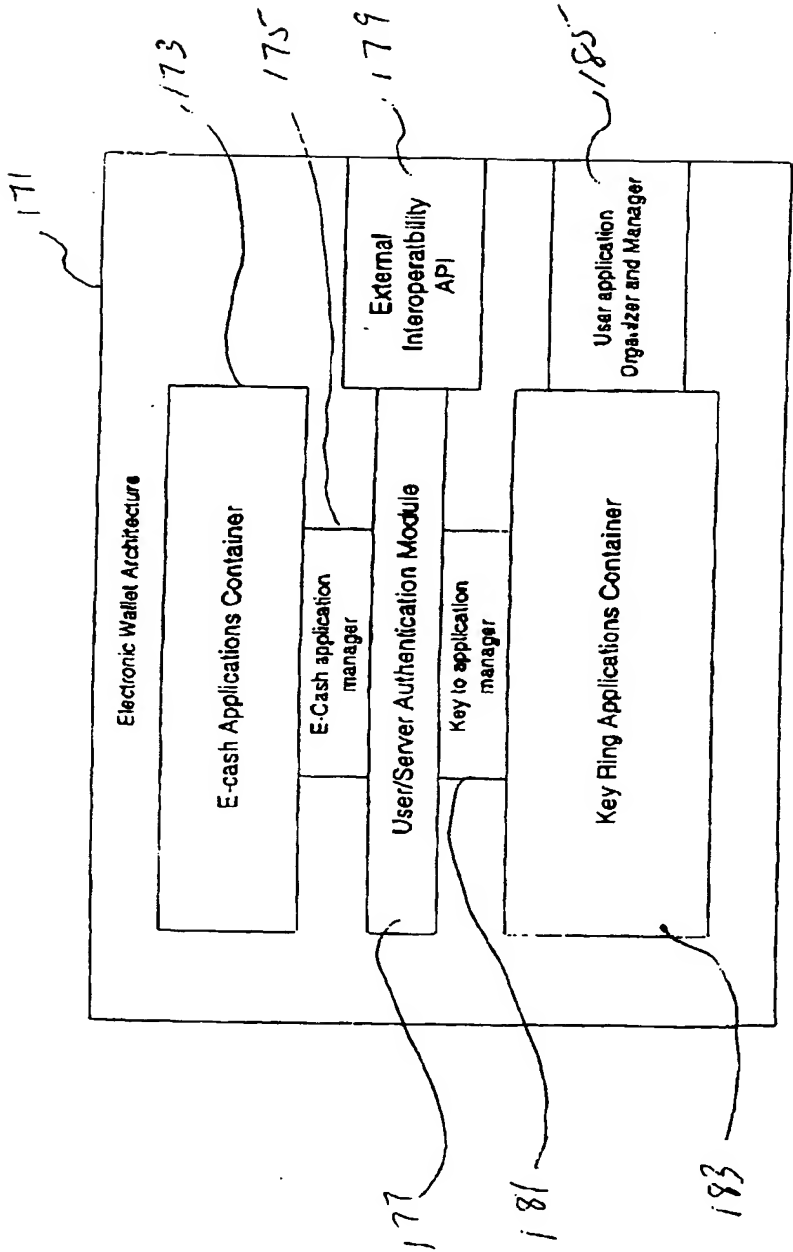 171
173
175
179
185
Electronic Wallet Architecture
E-cash Applications Container
E-Cash application
manager
User/Server Authentication Module
External
Interoperatbility
API
Key to application
manager
Key Ring Applications Container
User application
Organizer and Manager
177
181
183